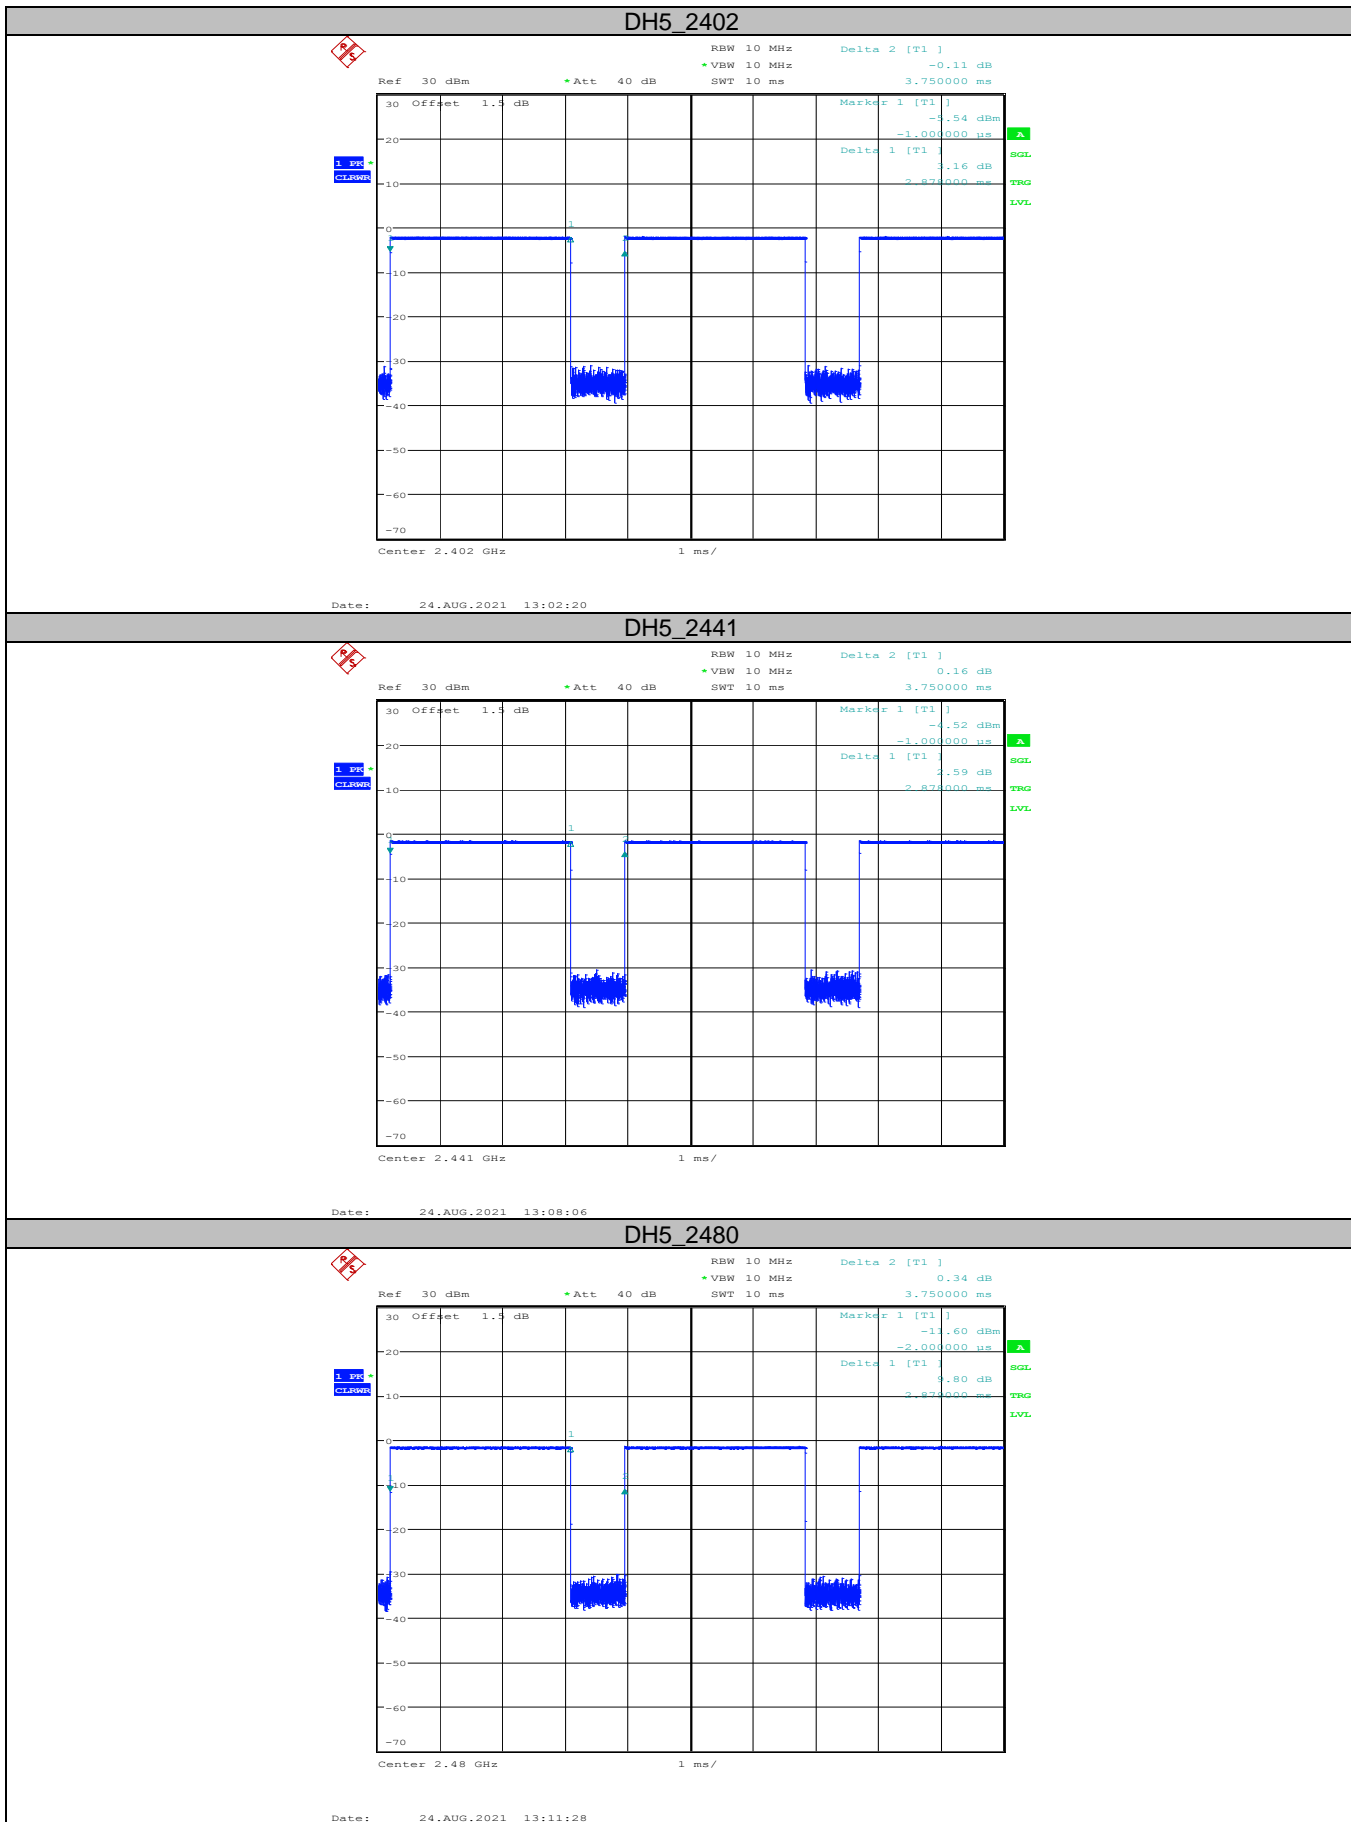 DH5_2402
RBW 10 MHz Delta 2 [T1 ]
*VBW 10 MHz -0.11 dB
Ref 30 dBm *Att 40 dB SWT 10 ms 3.750000 ms
30 Offset 1.5 dB Marker 1 [T1 ]
-5.54 dBm
-1.000000 µs A
20
Delta 1 [T1 ]
SGL
1 PK * 3.16 dB
CLRWR
10 2.878000 ms TRG
LVL
1
0
-10
-20
-30
-40
-50
-60
-70
Center 2.402 GHz 1 ms/
Date: 24.AUG.2021 13:02:20
DH5_2441
RBW 10 MHz Delta 2 [T1 ]
*VBW 10 MHz 0.16 dB
Ref 30 dBm *Att 40 dB SWT 10 ms 3.750000 ms
30 Offset 1.5 dB Marker 1 [T1 ]
-4.52 dBm
-1.000000 µs A
20
Delta 1 [T1 ]
SGL
1 PK * 2.59 dB
CLRWR
10 2.878000 ms TRG
LVL
1
0
2
-10
-20
-30
-40
-50
-60
-70
Center 2.441 GHz 1 ms/
Date: 24.AUG.2021 13:08:06
DH5_2480
RBW 10 MHz Delta 2 [T1 ]
*VBW 10 MHz 0.34 dB
Ref 30 dBm *Att 40 dB SWT 10 ms 3.750000 ms
30 Offset 1.5 dB Marker 1 [T1 ]
-11.60 dBm
-2.000000 µs A
20
Delta 1 [T1 ]
SGL
1 PK * 9.80 dB
CLRWR
10 2.879000 ms TRG
LVL
1
0
1 2
-10
-20
-30
-40
-50
-60
-70
Center 2.48 GHz 1 ms/
Date: 24.AUG.2021 13:11:28